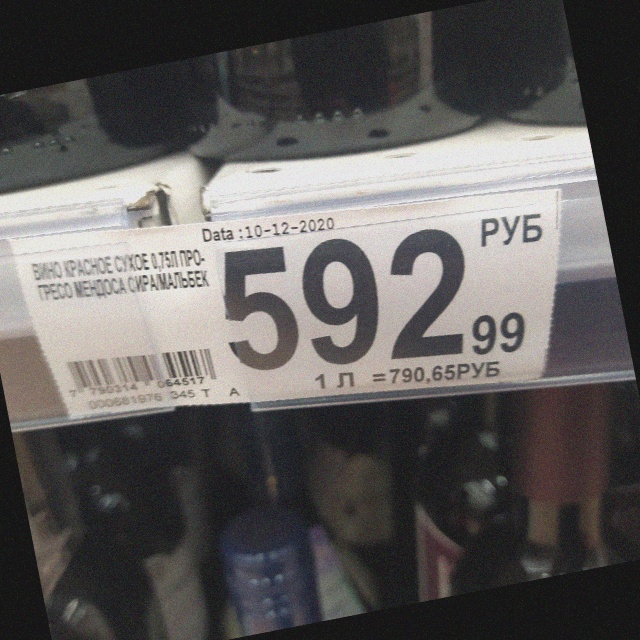 Data :10-12-2020
ВИНО КРАСНОЕ СУХОЕ 0,75Л ПРО-
ГРЕСО МЕНДОСА СИРА/МАЛЬБЕК
592 99 РУБ
1 Л =790,65РУБ
064517
000681976 345 Т А